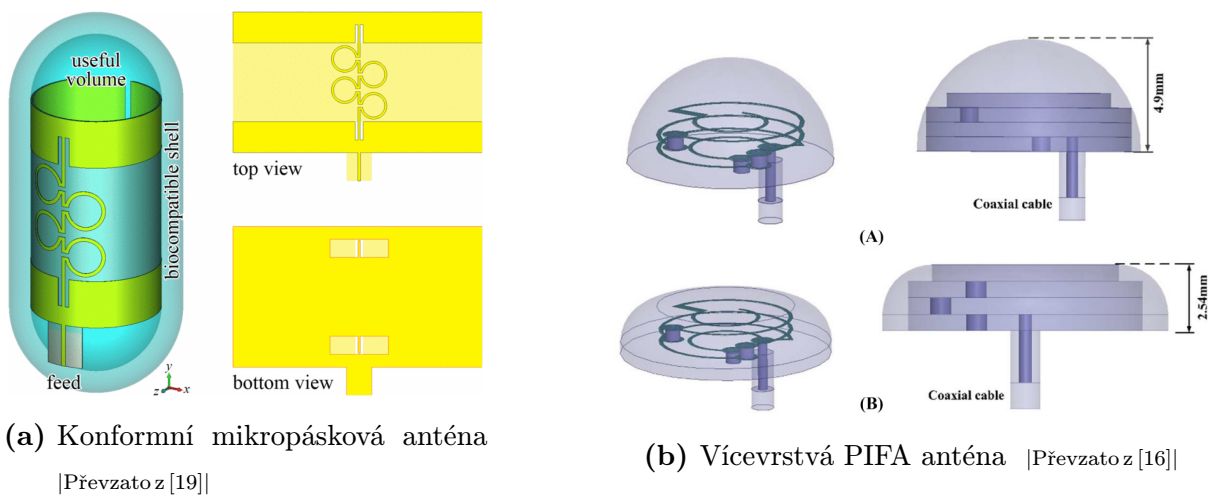 useful
volume
biocompatible shell
feed
y
z
x
top view
bottom view
(a) Konformní mikropásková anténa
|Převzato z [19]|
4.9mm
Coaxial cable
(A)
2.54mm
Coaxial cable
(B)
(b) Vícevrstvá PIFA anténa |Převzato z [16]|